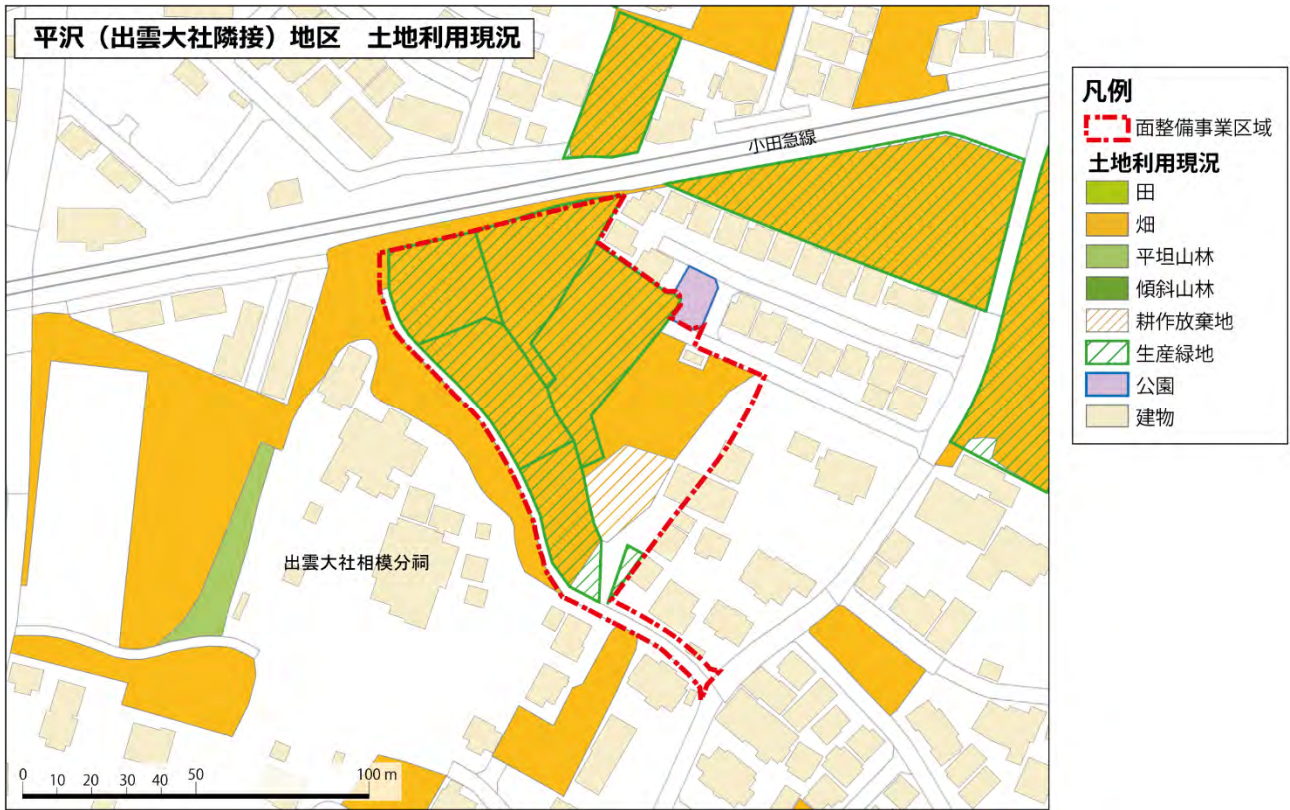 平沢（出雲大社隣接）地区　土地利用現況
小田急線
出雲大社相模分祠
0 10 20 30 40 50 100 m
凡例
面整備事業区域
土地利用現況
田
畑
平坦山林
傾斜山林
耕作放棄地
生産緑地
公園
建物